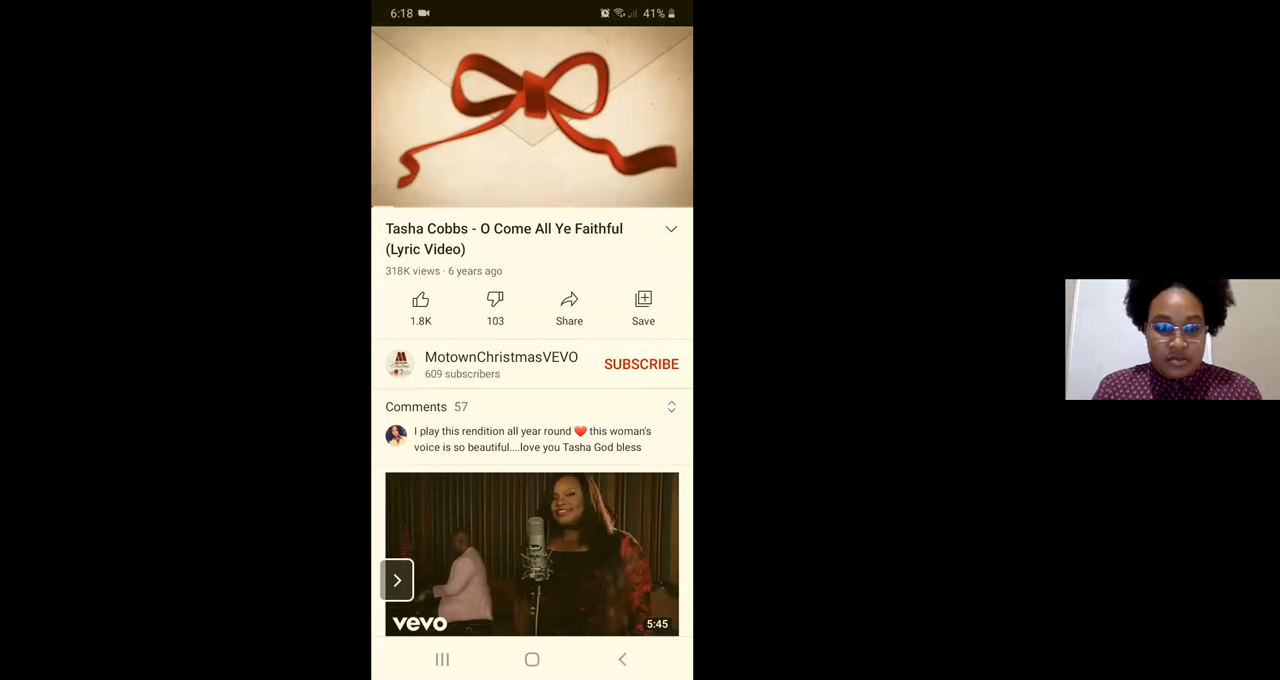 6:18 41%
Tasha Cobbs - O Come All Ye Faithful
(Lyric Video)
318K views · 6 years ago
1.8K 103 Share Save
MotownChristmasVEVO
609 subscribers
SUBSCRIBE
Comments 57
I play this rendition all year round ❤️ this woman's
voice is so beautiful....love you Tasha God bless
vevo 5:45